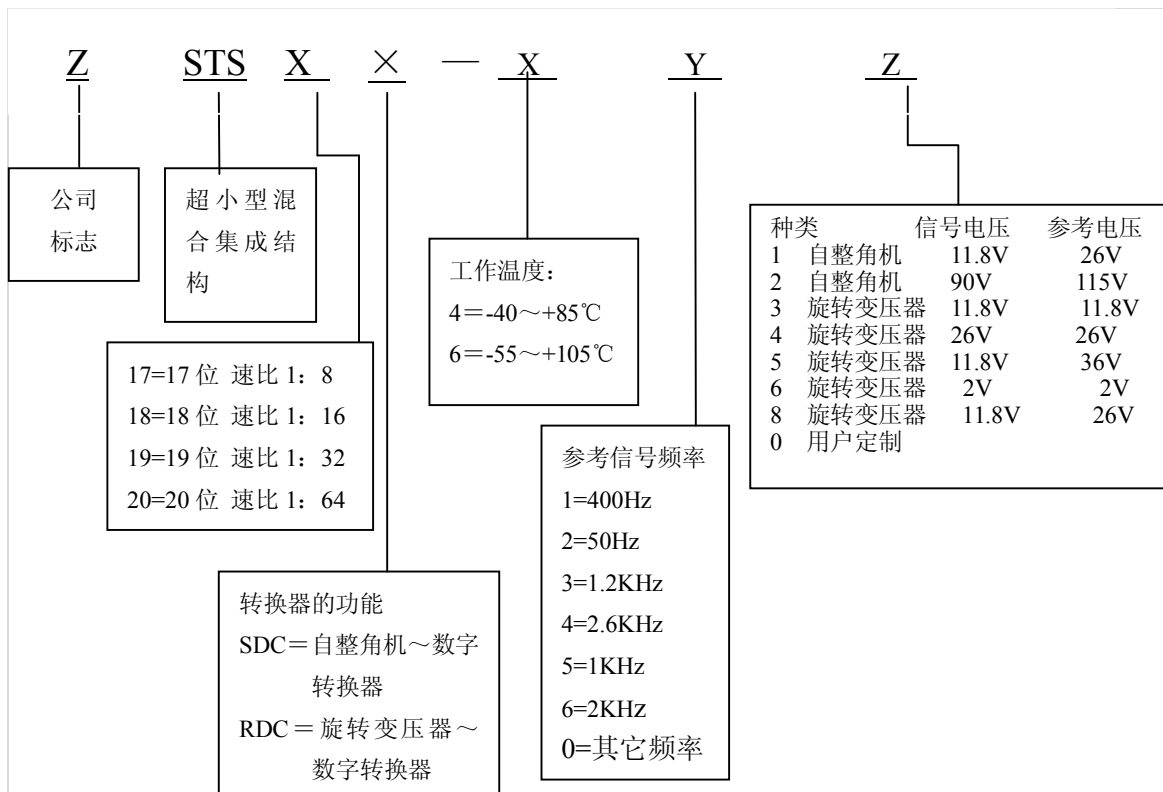 Z STS X × — X Y Z
公司
标志
超小型混
合集成结
构
17=17 位 速比 1：8
18=18 位 速比 1：16
19=19 位 速比 1：32
20=20 位 速比 1：64
转换器的功能
SDC＝自整角机～数字
转换器
RDC＝旋转变压器～
数字转换器
工作温度：
4＝-40～+85℃
6＝-55～+105℃
参考信号频率
1=400Hz
2=50Hz
3=1.2KHz
4=2.6KHz
5=1KHz
6=2KHz
0=其它频率
种类 信号电压 参考电压
1 自整角机 11.8V 26V
2 自整角机 90V 115V
3 旋转变压器 11.8V 11.8V
4 旋转变压器 26V 26V
5 旋转变压器 11.8V 36V
6 旋转变压器 2V 2V
8 旋转变压器 11.8V 26V
0 用户定制